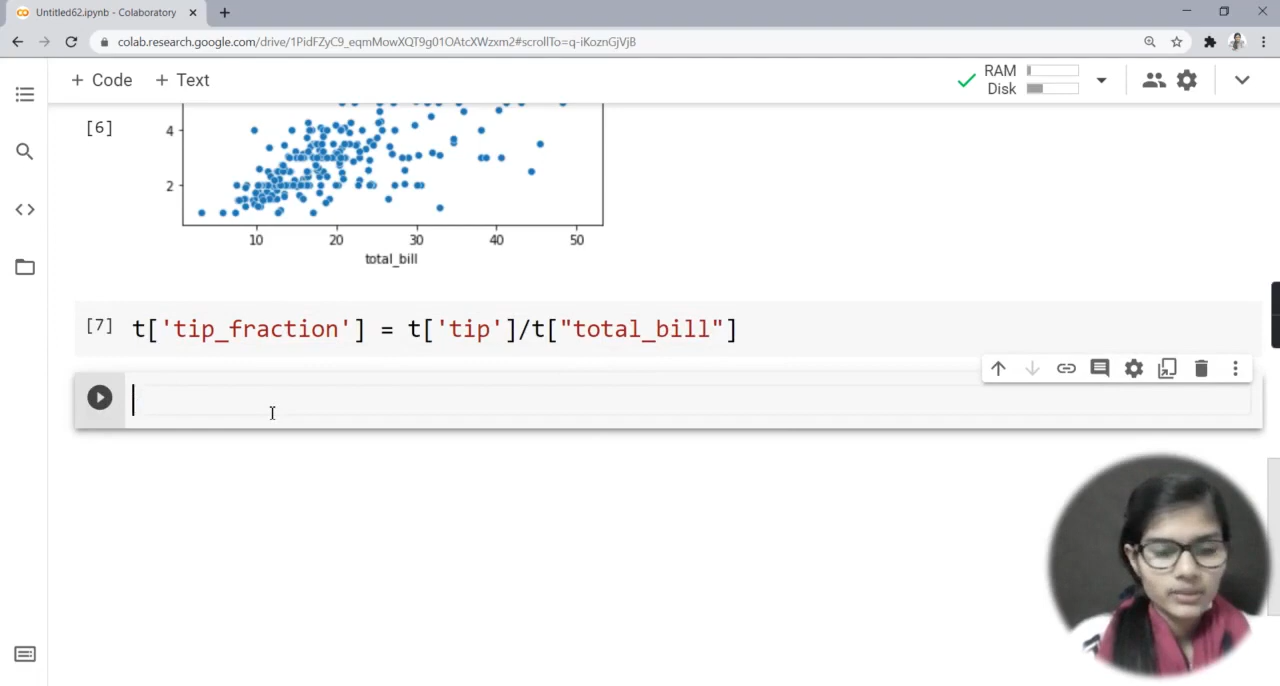 Untitled62.ipynb - Colaboratory
colab.research.google.com/drive/1PidFZyC9_eqmMowXQT9g01OAtcXWzxm2#scrollTo=q-iKoznGjVjB
+ Code + Text
RAM
Disk
[6]
4
2
10 20 30 40 50
total_bill
[7] t['tip_fraction'] = t['tip']/t["total_bill"]